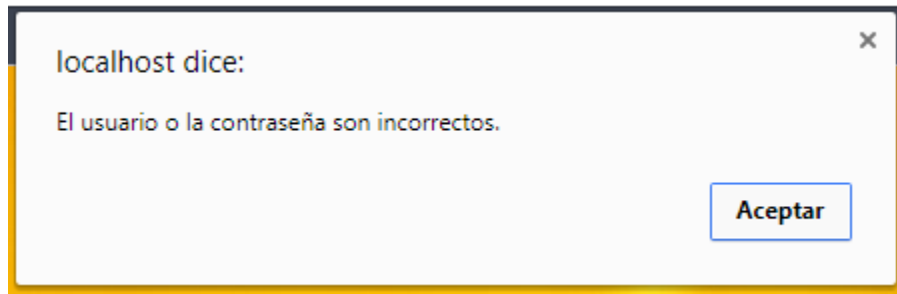 localhost dice:
El usuario o la contraseña son incorrectos.
Aceptar